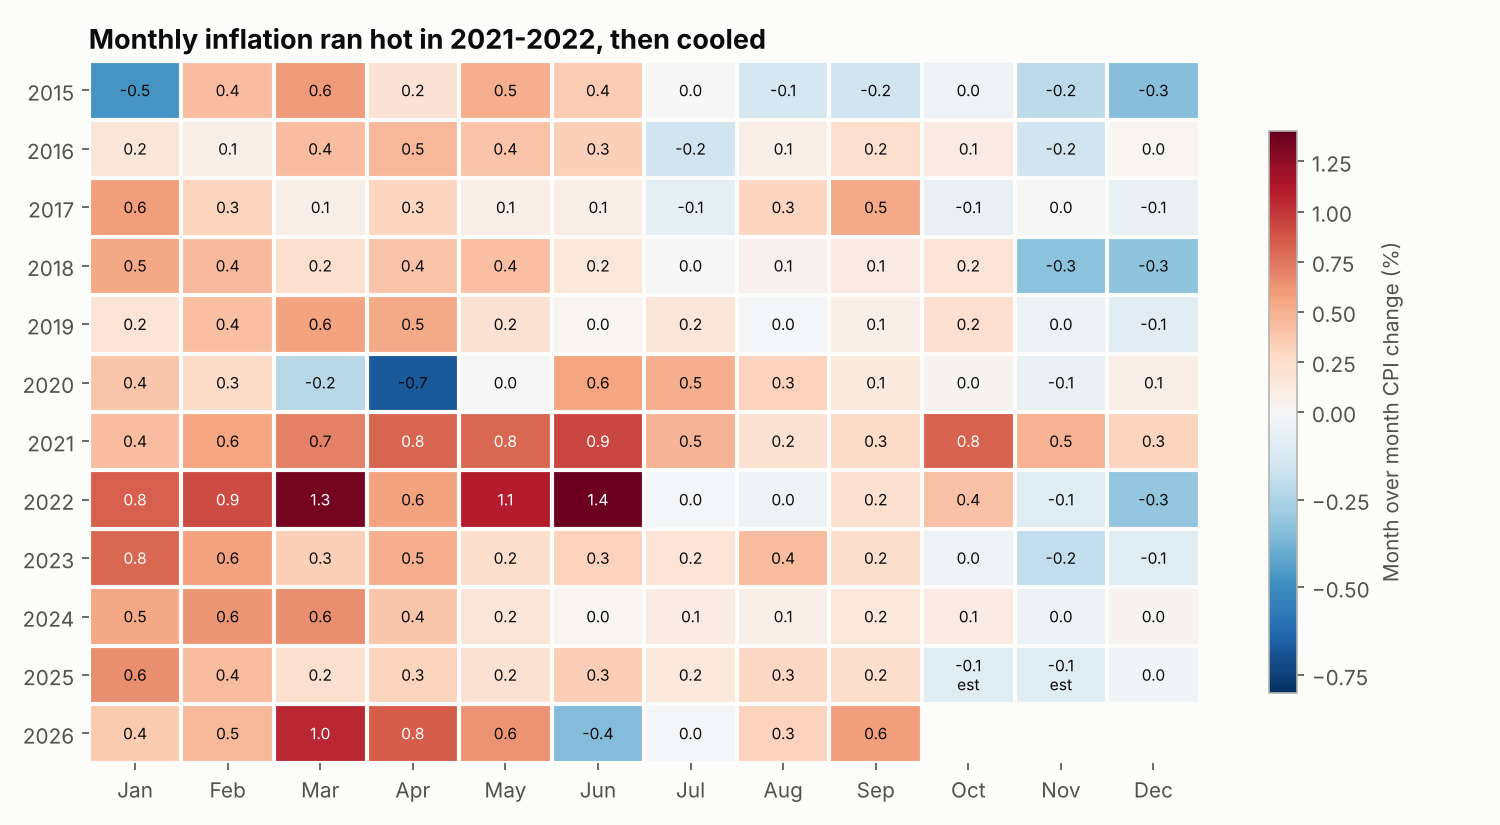 Monthly inflation ran hot in 2021-2022, then cooled
2015 -0.5 0.4 0.6 0.2 0.5 0.4 0.0 -0.1 -0.2 0.0 -0.2 -0.3
2016 0.2 0.1 0.4 0.5 0.4 0.3 -0.2 0.1 0.2 0.1 -0.2 0.0
2017 0.6 0.3 0.1 0.3 0.1 0.1 -0.1 0.3 0.5 -0.1 0.0 -0.1
2018 0.5 0.4 0.2 0.4 0.4 0.2 0.0 0.1 0.1 0.2 -0.3 -0.3
2019 0.2 0.4 0.6 0.5 0.2 0.0 0.2 0.0 0.1 0.2 0.0 -0.1
2020 0.4 0.3 -0.2 -0.7 0.0 0.6 0.5 0.3 0.1 0.0 -0.1 0.1
2021 0.4 0.6 0.7 0.8 0.8 0.9 0.5 0.2 0.3 0.8 0.5 0.3
2022 0.8 0.9 1.3 0.6 1.1 1.4 0.0 0.0 0.2 0.4 -0.1 -0.3
2023 0.8 0.6 0.3 0.5 0.2 0.3 0.2 0.4 0.2 0.0 -0.2 -0.1
2024 0.5 0.6 0.6 0.4 0.2 0.0 0.1 0.1 0.2 0.1 0.0 0.0
2025 0.6 0.4 0.2 0.3 0.2 0.3 0.2 0.3 0.2 -0.1 -0.1 0.0
est est
2026 0.4 0.5 1.0 0.8 0.6 -0.4 0.0 0.3 0.6
Jan Feb Mar Apr May Jun Jul Aug Sep Oct Nov Dec
1.25
1.00
0.75
0.50
0.25
0.00
−0.25
−0.50
−0.75
Month over month CPI change (%)